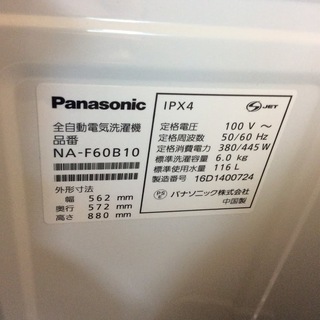 Panasonic
全自動電気洗濯機
品番
NA-F60B10
外形寸法
幅 562 mm
奥行 572 mm
高さ 880 mm
IPX4
S JET
定格電圧 100 V ～
定格周波数 50/60 Hz
定格消費電力 380/445 W
標準洗濯容量 6.0 kg
標準使用水量 116 L
製造番号 16D1400724
PS E パナソニック株式会社
中国製